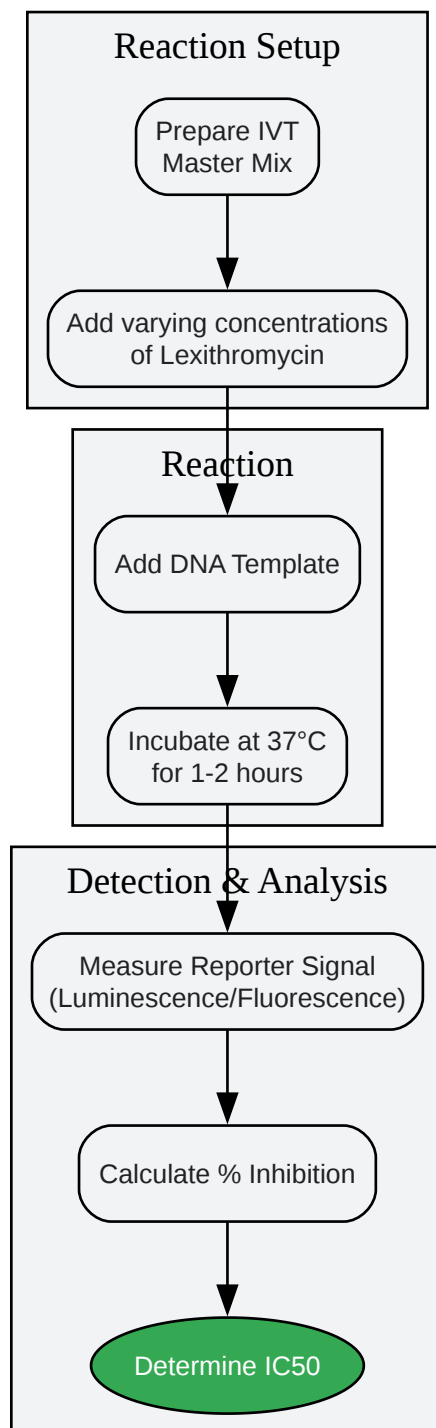 Reaction Setup
Prepare IVT
Master Mix
Add varying concentrations
of Lexithromycin
Reaction
Add DNA Template
Incubate at 37°C
for 1-2 hours
Detection & Analysis
Measure Reporter Signal
(Luminescence/Fluorescence)
Calculate % Inhibition
Determine IC50